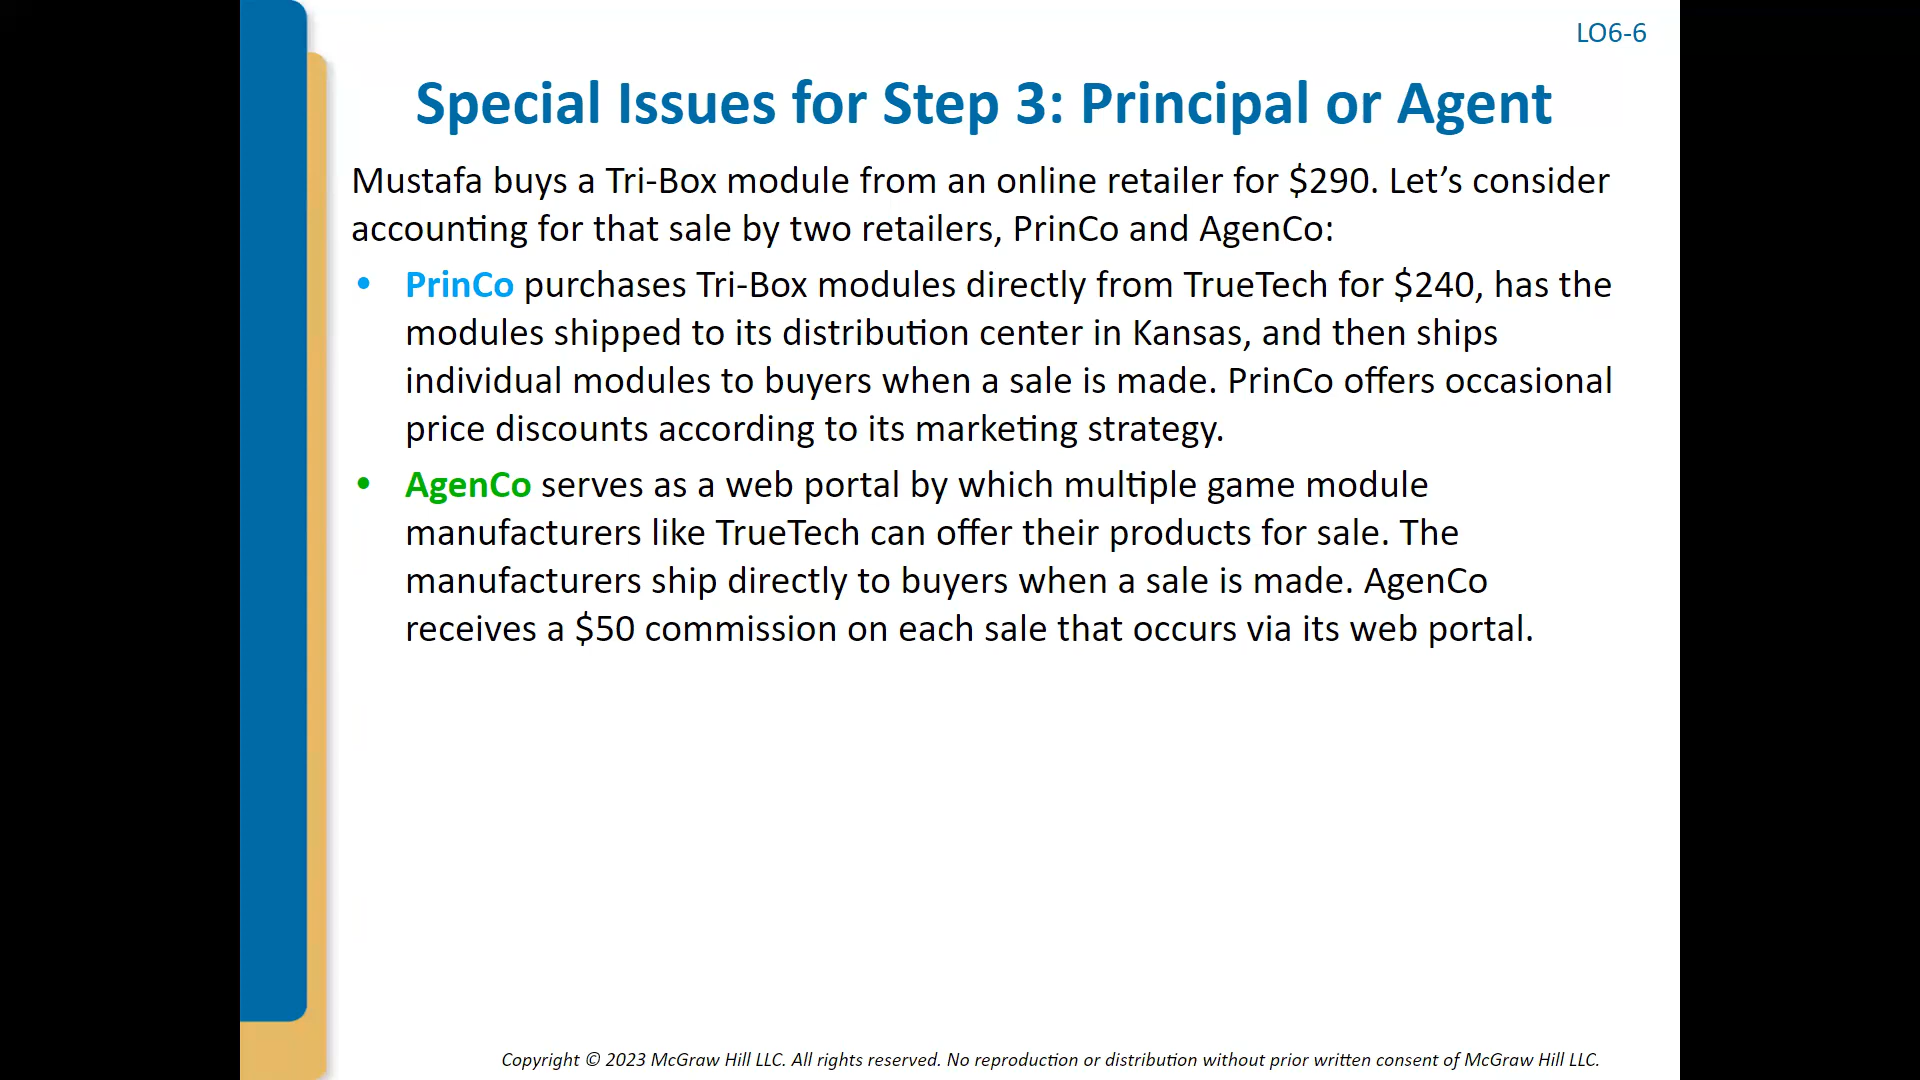 LO6-6
Special Issues for Step 3: Principal or Agent
Mustafa buys a Tri-Box module from an online retailer for $290. Let’s consider
accounting for that sale by two retailers, PrinCo and AgenCo:
• PrinCo purchases Tri-Box modules directly from TrueTech for $240, has the
modules shipped to its distribution center in Kansas, and then ships
individual modules to buyers when a sale is made. PrinCo offers occasional
price discounts according to its marketing strategy.
• AgenCo serves as a web portal by which multiple game module
manufacturers like TrueTech can offer their products for sale. The
manufacturers ship directly to buyers when a sale is made. AgenCo
receives a $50 commission on each sale that occurs via its web portal.
Copyright © 2023 McGraw Hill LLC. All rights reserved. No reproduction or distribution without prior written consent of McGraw Hill LLC.